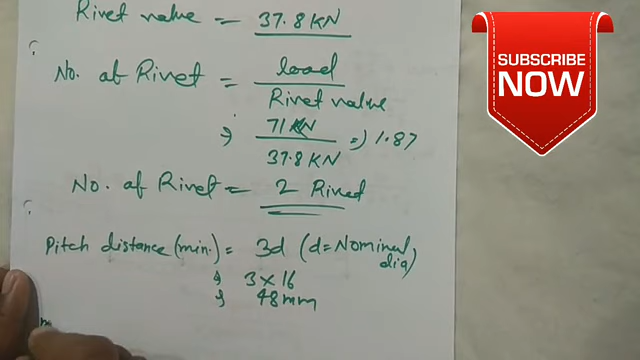 Rivet value = 37.8 KN
No. of Rivet = load
Rivet value
⇒ 71 KN
37.8 KN
⇒ 1.87
No. of Rivet = 2 Rivet
Pitch distance (min.) = 3d (d = Nominal
dia)
⇒ 3 × 16
⇒ 48 mm
SUBSCRIBE
NOW